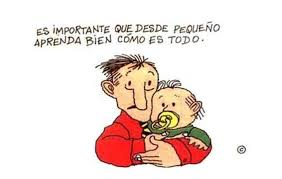 ES IMPORTANTE QUE DESDE PEQUEÑO
APRENDA BIEN CÓMO ES TODO.
©